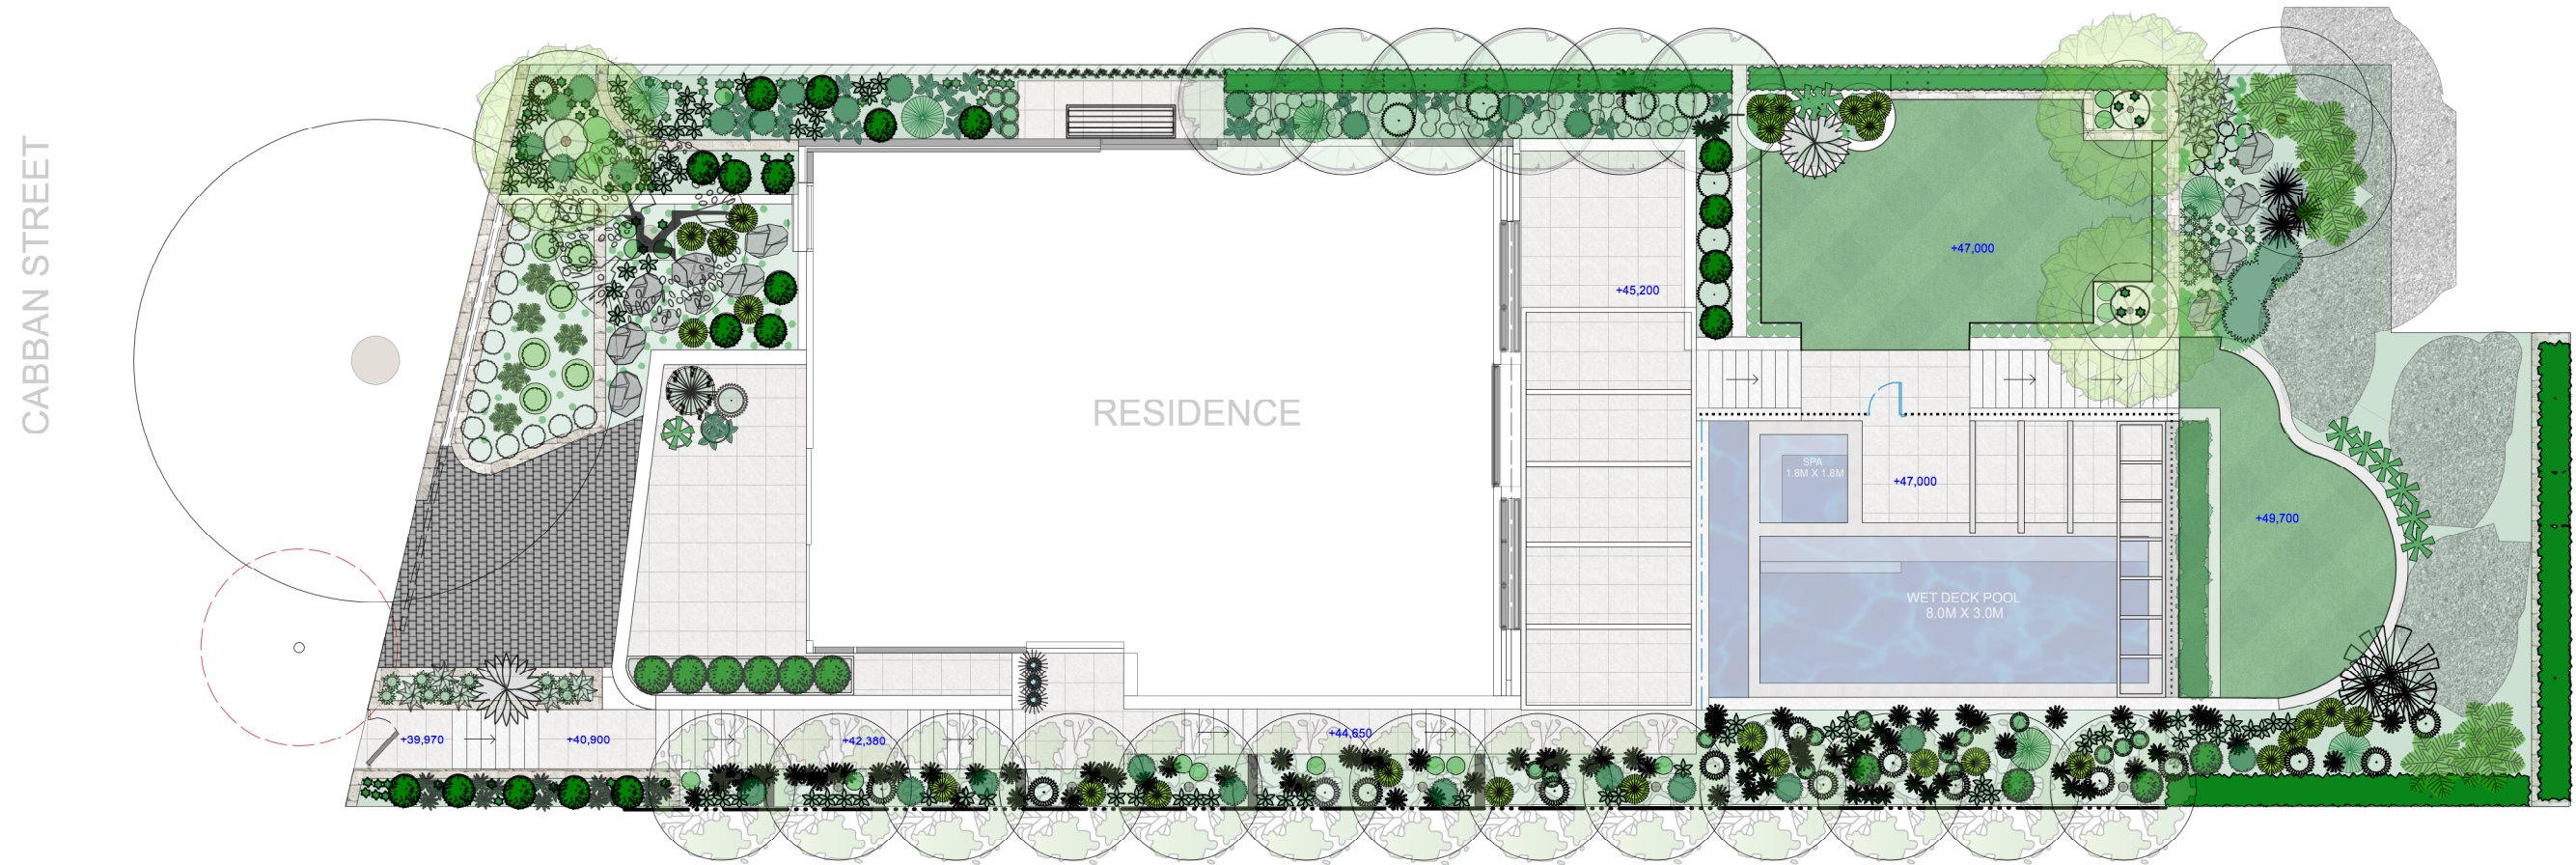 CABBAN STREET
RESIDENCE
+45,200
+47,000
SPA
1.8M X 1.8M
+47,000
+49,700
WET DECK POOL
8.0M X 3.0M
+39,970
+40,900
+42,380
+44,650